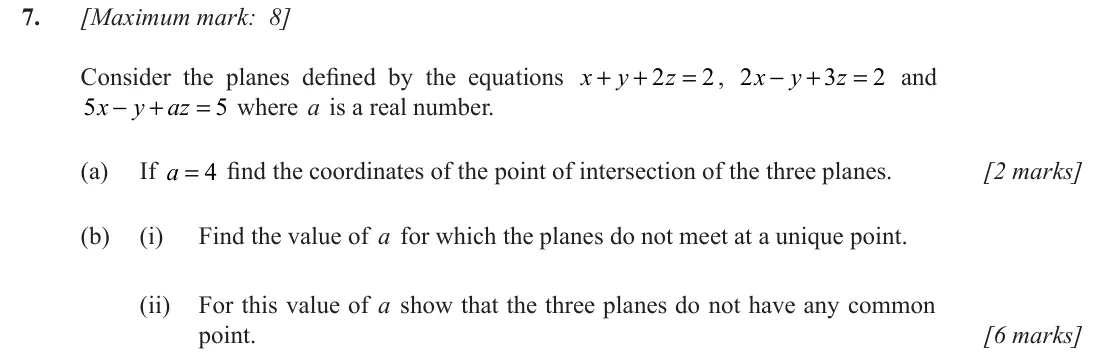 7. [Maximum mark: 8]
Consider the planes defined by the equations x + y + 2z = 2, 2x − y + 3z = 2 and
5x − y + az = 5 where a is a real number.
(a) If a = 4 find the coordinates of the point of intersection of the three planes. [2 marks]
(b) (i) Find the value of a for which the planes do not meet at a unique point.
(ii) For this value of a show that the three planes do not have any common
point. [6 marks]